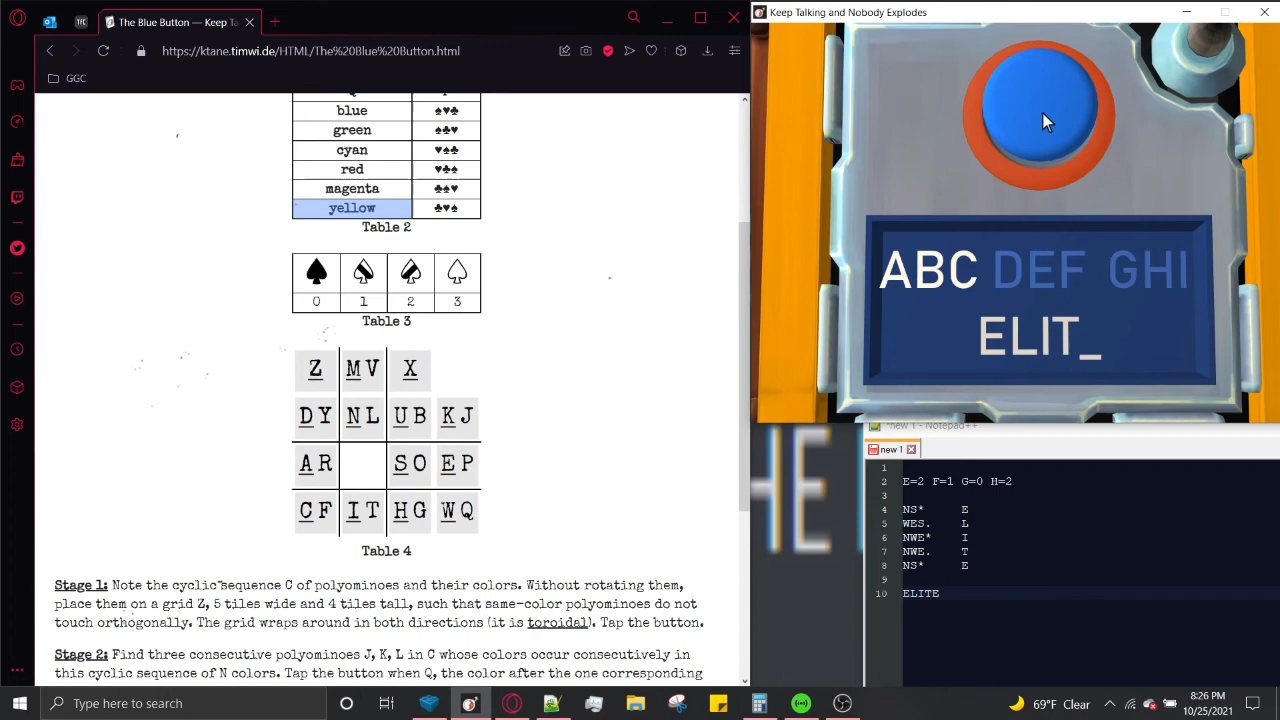 The Blue Button — Keep Ta
https://ktane.timwi.de/HTML/The%20Blue%20Button.html
GGC
blue ♠♥♣
green ♠♣♥
cyan ♥♠♣
red ♥♣♠
magenta ♣♠♥
yellow ♣♥♠
Table 2
0 1 2 3
Table 3
Z MV X
DY NL UB KJ
AR SO EP
CF IT HG WQ
Table 4
Stage 1: Note the cyclic sequence C of polyominoes and their colors. Without rotating them,
place them on a grid Z, 5 tiles wide and 4 tiles tall, such that same-color polyominoes do not
touch orthogonally. The grid wraps around in both directions (it is toroidal). Tap the button.
Stage 2: Find three consecutive polyominoes J, K, L in C whose colors occur consecutively in
this cyclic sequence of N colors. Tap the button when Q, the color after the one corresponding
Keep Talking and Nobody Explodes
ABC DEF GHI
ELIT_
*new 1 - Notepad++
new 1
1
2 E=2 F=1 G=0 H=2
3
4 NS* E
5 WES. L
6 NWE* I
7 NWE. T
8 NS* E
9
10 ELITE
Type here to search
69°F Clear
8:26 PM
10/25/2021